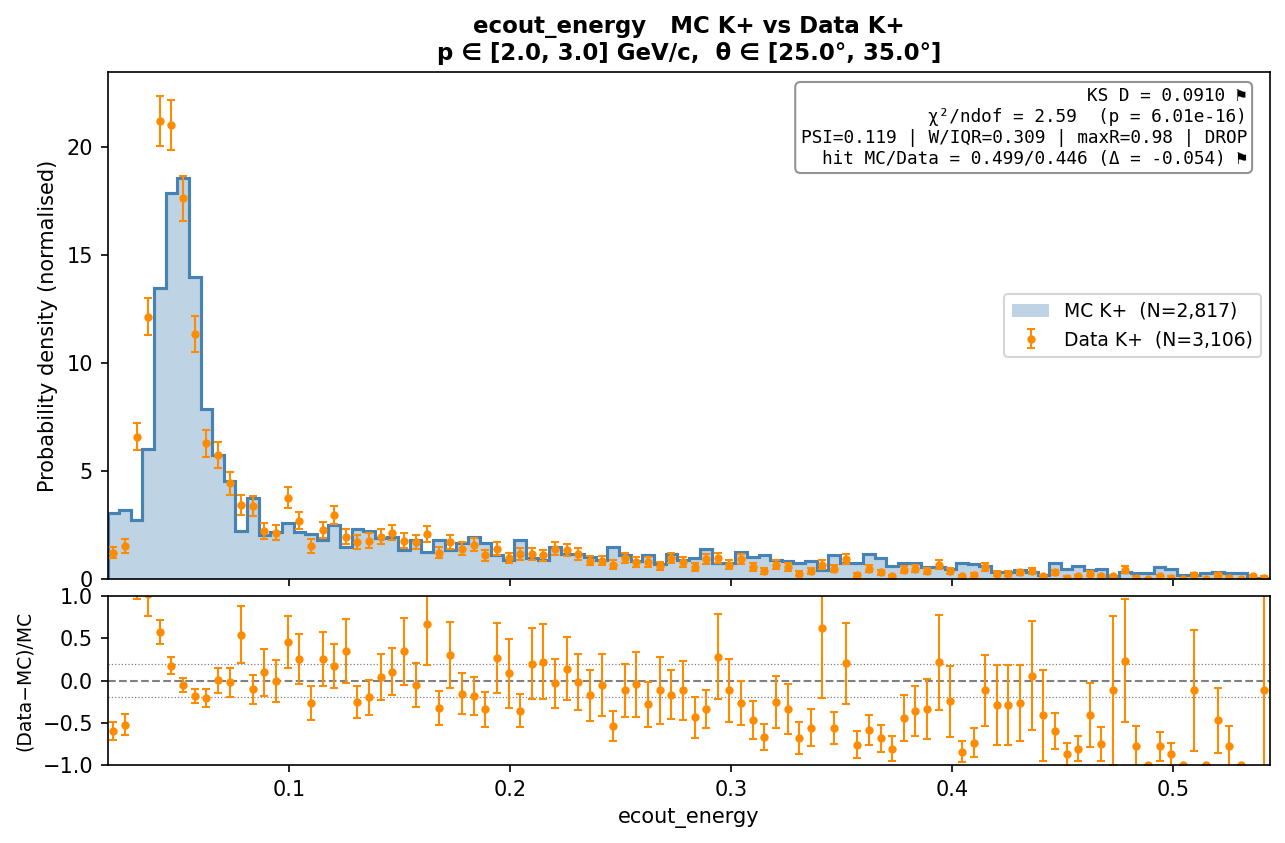 ecout_energy   MC K+ vs Data K+
p ∈ [2.0, 3.0] GeV/c,  θ ∈ [25.0°, 35.0°]
KS D = 0.0910 ⚑
χ²/ndof = 2.59  (p = 6.01e-16)
PSI=0.119 | W/IQR=0.309 | maxR=0.98 | DROP
hit MC/Data = 0.499/0.446 (Δ = -0.054) ⚑
MC K+  (N=2,817)
Data K+  (N=3,106)
Probability density (normalised)
20
15
10
5
0
(Data−MC)/MC
1.0
0.5
0.0
−0.5
−1.0
0.1 0.2 0.3 0.4 0.5
ecout_energy